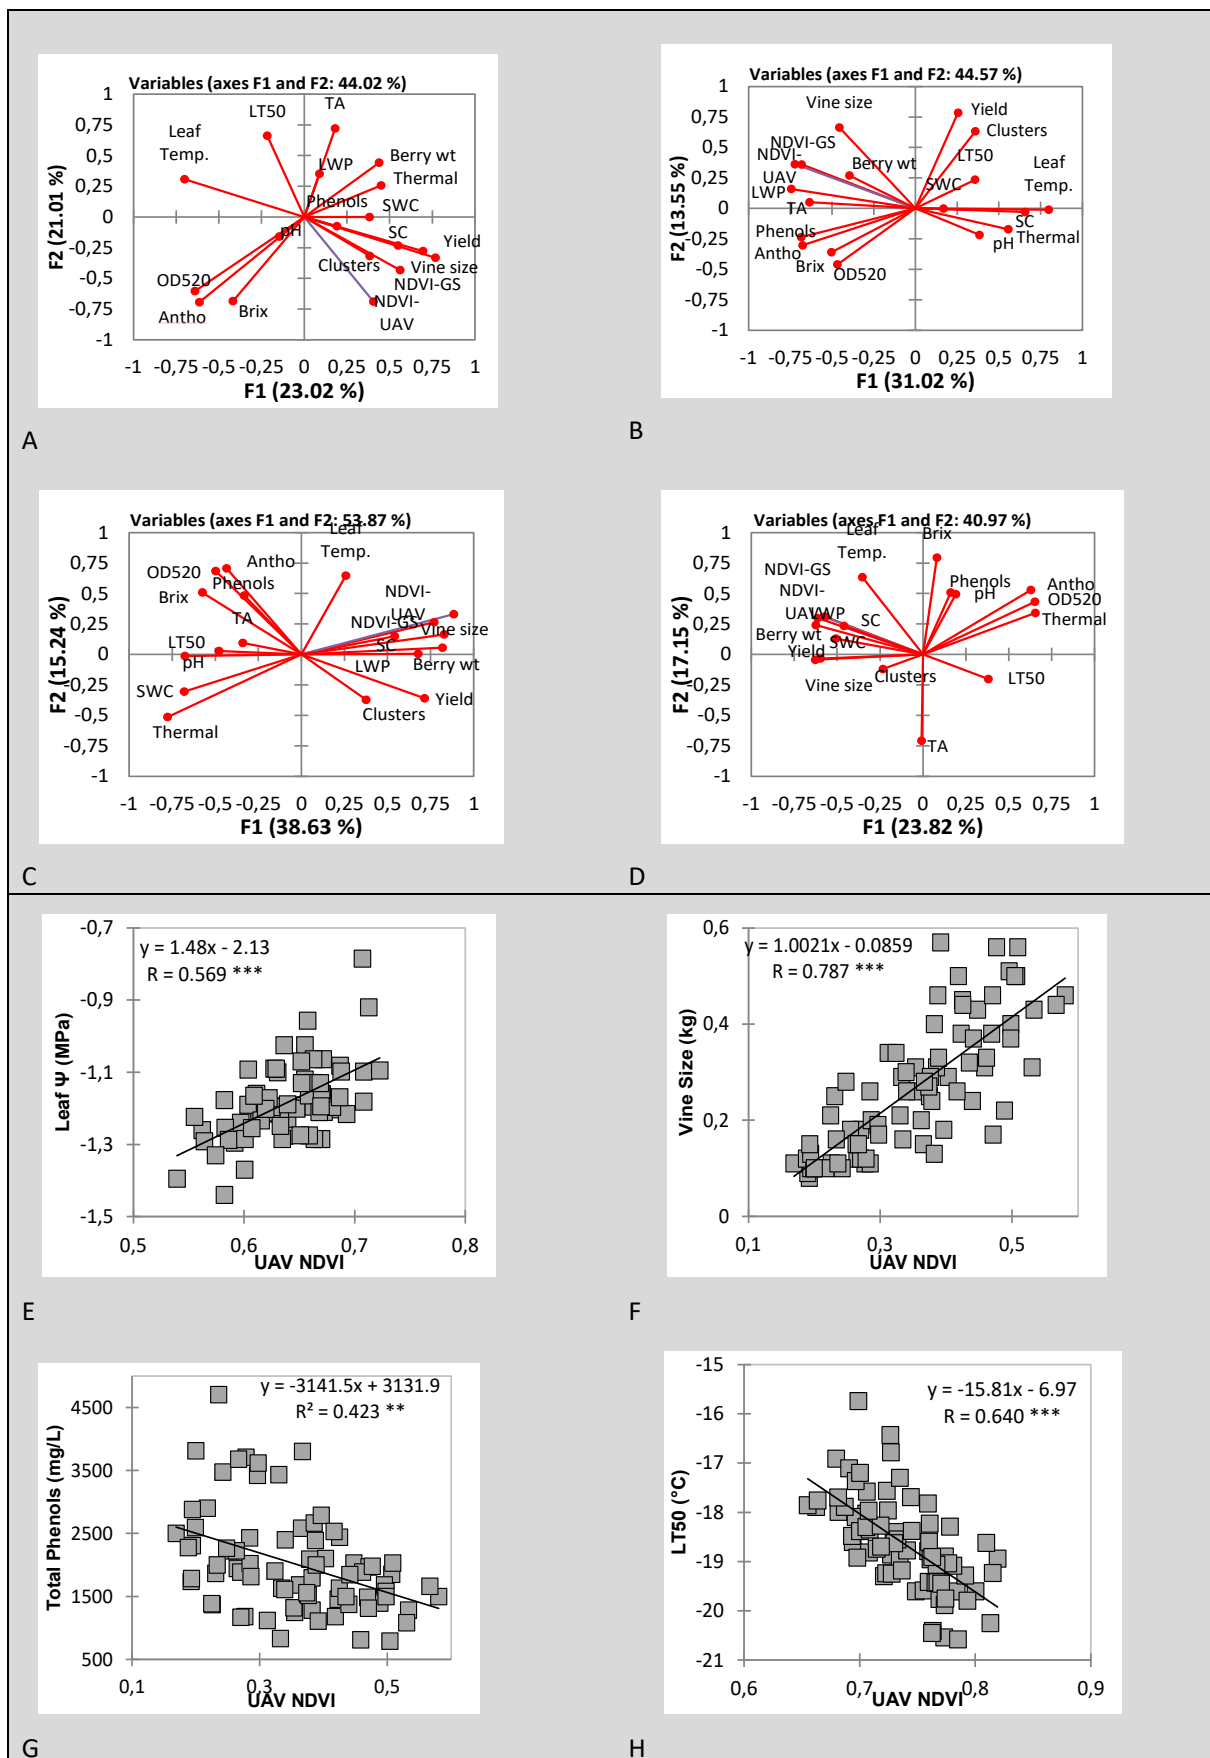 Variables (axes F1 and F2: 44.02 %)
1
0,75
0,5
0,25
0
-0,25
-0,5
-0,75
-1
F2 (21.01 %)
TA
LT50
Leaf
Temp.
LWP
Berry wt
Thermal
Phenols
SWC
pH
SC
Yield
Clusters
Vine size
NDVI-GS
OD520
Antho
Brix
NDVI-
UAV
-1 -0,75 -0,5 -0,25 0 0,25 0,5 0,75 1
F1 (23.02 %)
A
Variables (axes F1 and F2: 44.57 %)
1
0,75
0,5
0,25
0
-0,25
-0,5
-0,75
-1
F2 (13.55 %)
Vine size
Yield
Clusters
NDVI-GS
NDVI-
UAV
Berry wt
LT50
Leaf
Temp.
LWP
SWC
TA
SC
Phenols
Thermal
Antho
pH
Brix
OD520
-1 -0,75 -0,5 -0,25 0 0,25 0,5 0,75 1
F1 (31.02 %)
B
Variables (axes F1 and F2: 53.87 %)
1
0,75
0,5
0,25
0
-0,25
-0,5
-0,75
-1
F2 (15.24 %)
Leaf
Temp.
Antho
OD520
Phenols
Brix
NDVI-
UAV
NDVI-GS
TA
Vine size
LT50
SC
pH
LWP
Berry wt
SWC
Yield
Clusters
Thermal
-1 -0,75 -0,5 -0,25 0 0,25 0,5 0,75 1
F1 (38.63 %)
C
Variables (axes F1 and F2: 40.97 %)
1
0,75
0,5
0,25
0
-0,25
-0,5
-0,75
-1
F2 (17.15 %)
Leaf
Temp.
Brix
NDVI-GS
Phenols
Antho
NDVI-
pH
OD520
UAV
LWP
SC
Thermal
Berry wt
SWC
Yield
Vine size
Clusters
LT50
TA
-1 -0,75 -0,5 -0,25 0 0,25 0,5 0,75 1
F1 (23.82 %)
D
-0,7
-0,9
-1,1
-1,3
-1,5
Leaf Ψ (MPa)
y = 1.48x - 2.13
R = 0.569 ***
0,5 0,6 0,7 0,8
UAV NDVI
E
0,6
0,4
0,2
0
Vine Size (kg)
y = 1.0021x - 0.0859
R = 0.787 ***
0,1 0,3 0,5
UAV NDVI
F
4500
3500
2500
1500
500
Total Phenols (mg/L)
y = -3141.5x + 3131.9
R² = 0.423 **
0,1 0,3 0,5
UAV NDVI
G
-15
-16
-17
-18
-19
-20
-21
LT50 (°C)
y = -15.81x - 6.97
R = 0.640 ***
0,6 0,7 0,8 0,9
UAV NDVI
H